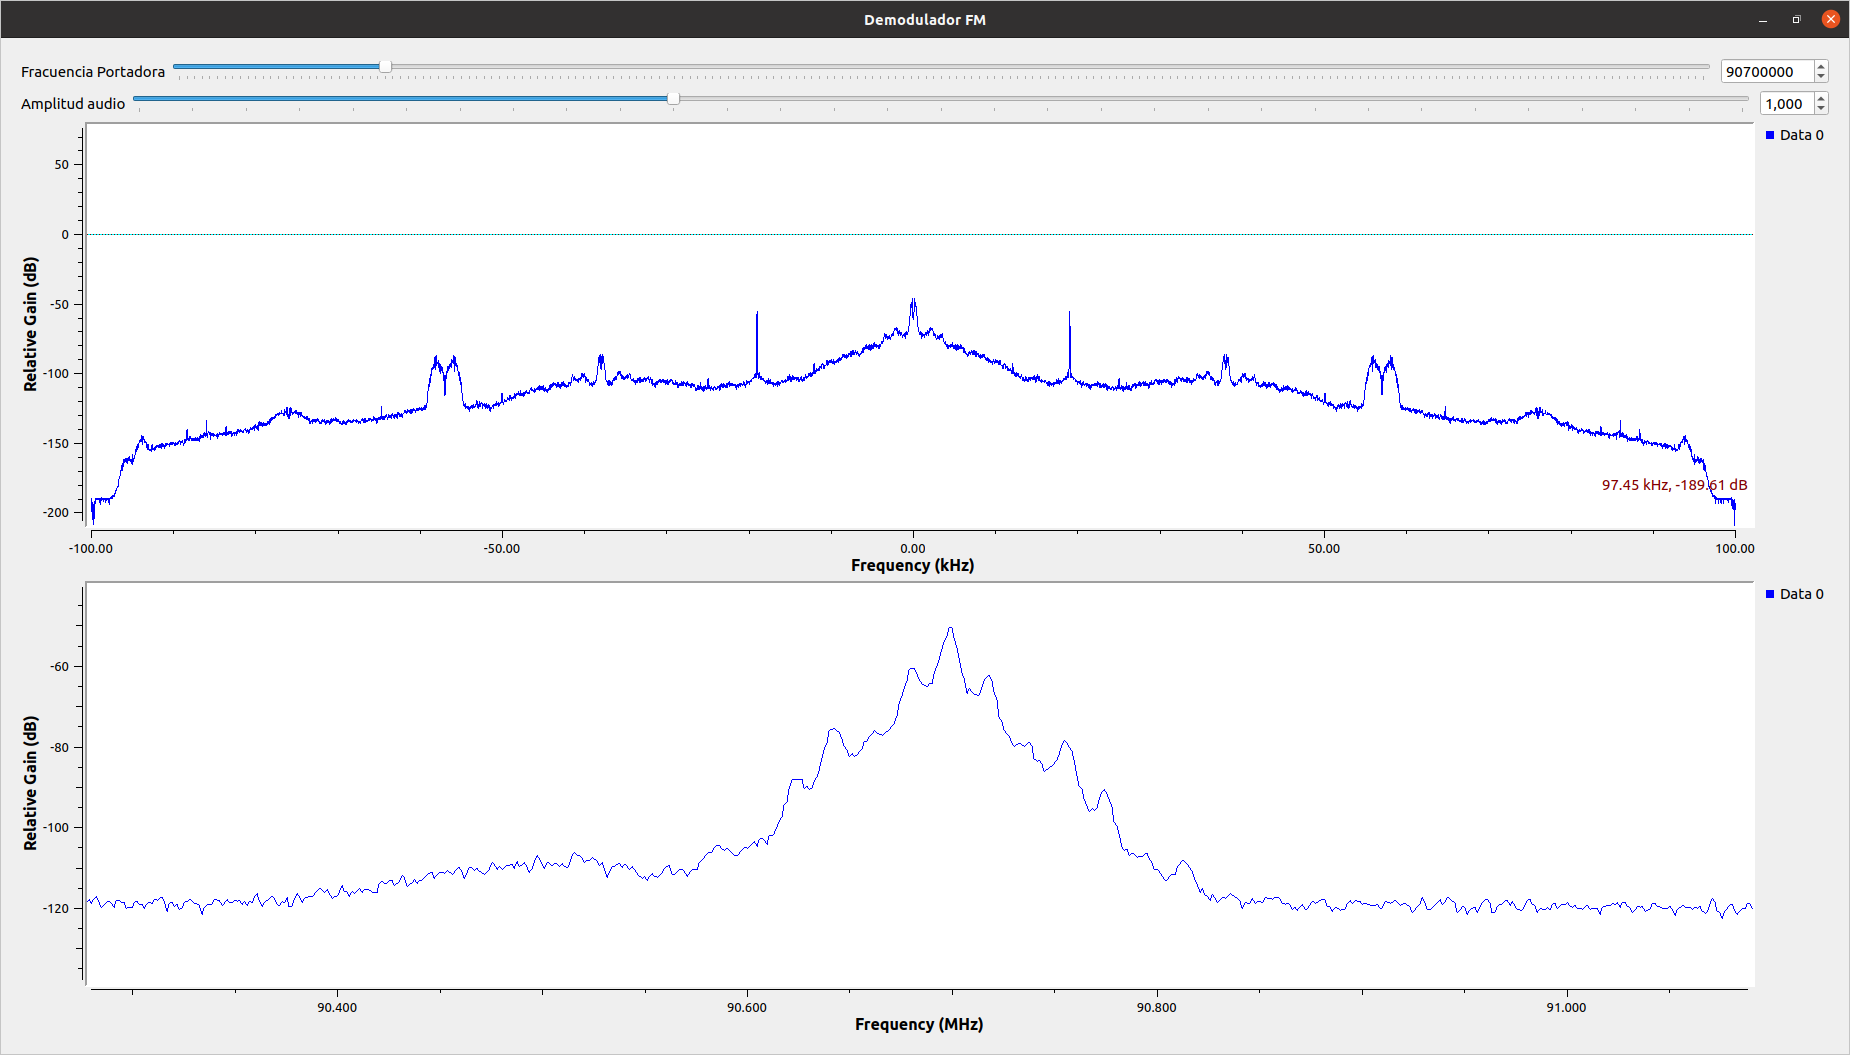 Demodulador FM
Fracuencia Portadora
90700000
Amplitud audio
1,000
Data 0
50
0
-50
-100
-150
-200
Relative Gain (dB)
97.45 kHz, -189.61 dB
-100.00
-50.00
0.00
50.00
100.00
Frequency (kHz)
Data 0
-60
-80
-100
-120
Relative Gain (dB)
90.400
90.600
90.800
91.000
Frequency (MHz)